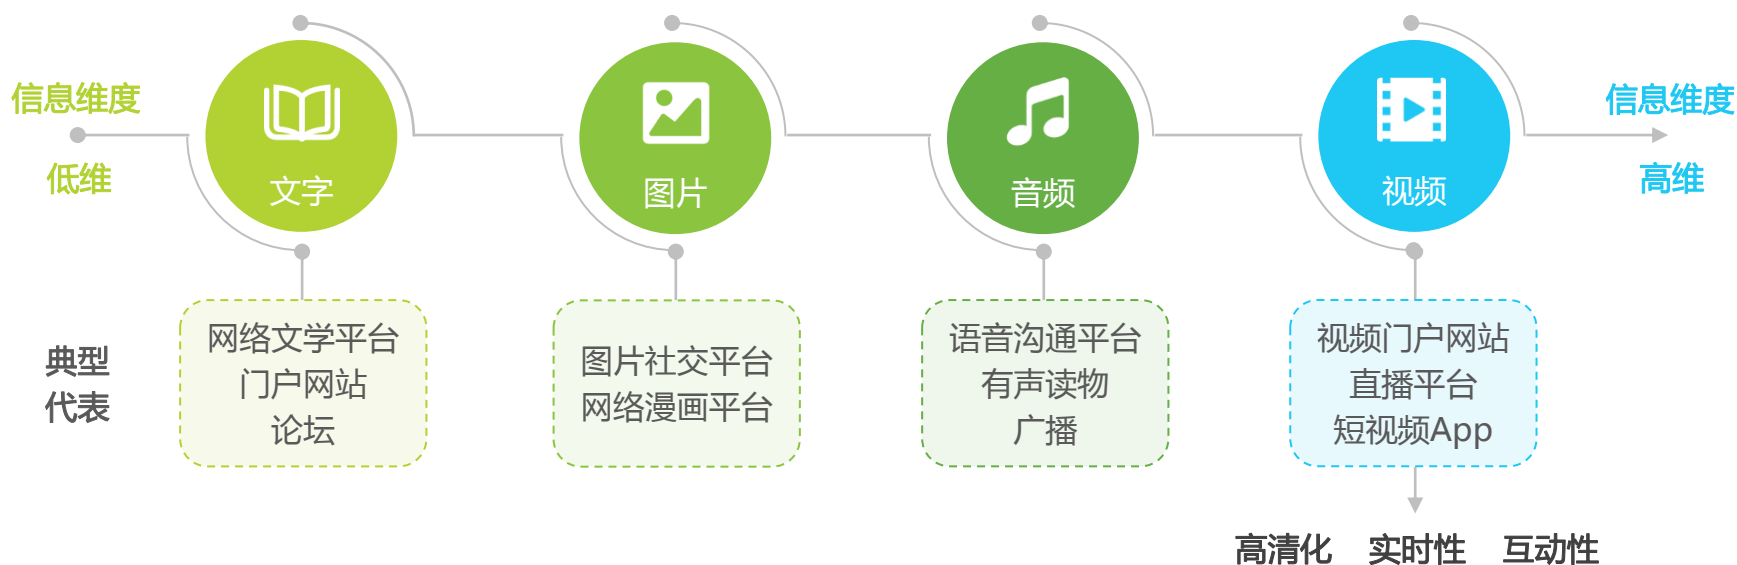 信息维度
低维
文字
图片
音频
视频
信息维度
高维
典型
代表
网络文学平台
门户网站
论坛
图片社交平台
网络漫画平台
语音沟通平台
有声读物
广播
视频门户网站
直播平台
短视频App
高清化 实时性 互动性